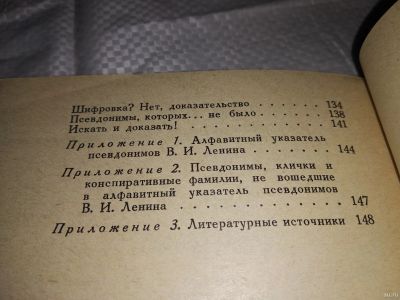 Шифровка? Нет, доказательство . . . . . . 134
Псевдонимы, которых... не было . . . . . 138
Искать и доказать! . . . . . . . . . . 141
Приложение 1. Алфавитный указатель
псевдонимов В. И. Ленина . . . . . . 144
Приложение 2. Псевдонимы, клички и
конспиративные фамилии, не вошедшие
в алфавитный указатель псевдонимов
В. И. Ленина . . . . . . . . . . 147
Приложение 3. Литературные источники 148